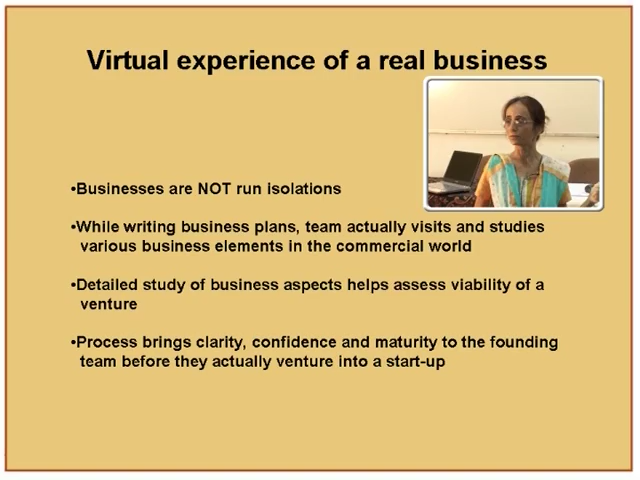 Virtual experience of a real business
•Businesses are NOT run isolations
•While writing business plans, team actually visits and studies
various business elements in the commercial world
•Detailed study of business aspects helps assess viability of a
venture
•Process brings clarity, confidence and maturity to the founding
team before they actually venture into a start-up